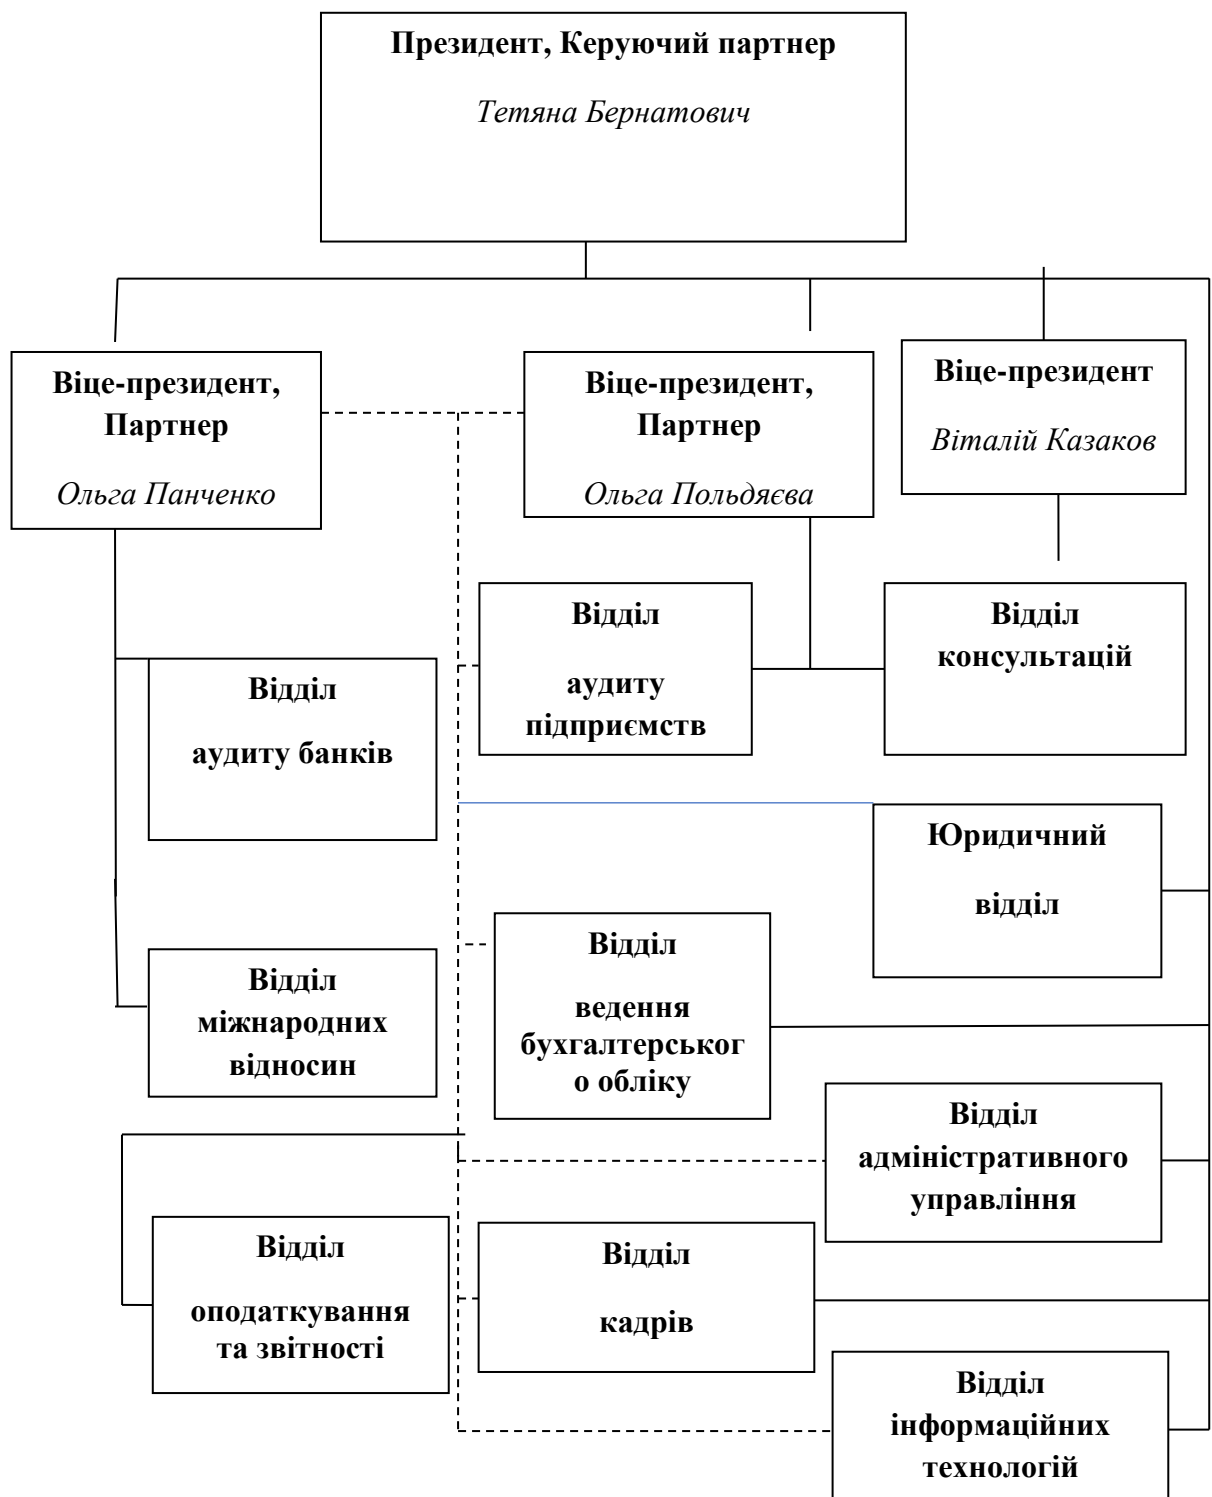 Президент, Керуючий партнер
Тетяна Бернатович
Віце-президент,
Партнер
Ольга Панченко
Віце-президент,
Партнер
Ольга Польдяєва
Віце-президент
Віталій Казаков
Відділ
аудиту
підприємств
Відділ
консультацій
Відділ
аудиту банків
Юридичний
відділ
Відділ
ведення
бухгалтерськог
о обліку
Відділ
міжнародних
відносин
Відділ
адміністративного
управління
Відділ
оподаткування
та звітності
Відділ
кадрів
Відділ
інформаційних
технологій